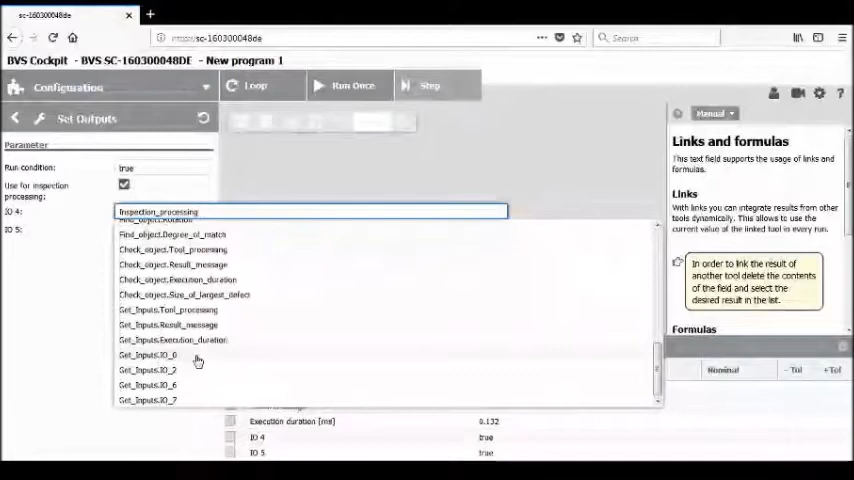 sc-160300048de
sc-160300048de
Search
BVS Cockpit - BVS SC-160300048DE - New program 1
Configuration
Loop
Run Once
Step
Set Outputs
Manual
Parameter
Run condition:
true
Use for inspection
processing:
IO 4:
Inspection_processing
IO 5:
Find_object.Rotation
Find_object.Degree_of_match
Check_object.Tool_processing
Check_object.Result_message
Check_object.Execution_duration
Check_object.Size_of_largest_defect
Get_Inputs.Tool_processing
Get_Inputs.Result_message
Get_Inputs.Execution_duration
Get_Inputs.IO_0
Get_Inputs.IO_2
Get_Inputs.IO_6
Get_Inputs.IO_7
Execution duration [ms]
0.132
IO 4
true
IO 5
true
Links and formulas
This text field supports the usage of links and
formulas.
Links
With links you can integrate results from other
tools dynamically. This allows to use the
current value of the linked tool in every run.
In order to link the result of
another tool delete the contents
of the field and select the
desired result in the list.
Formulas
Nominal
- Tol
+Tol